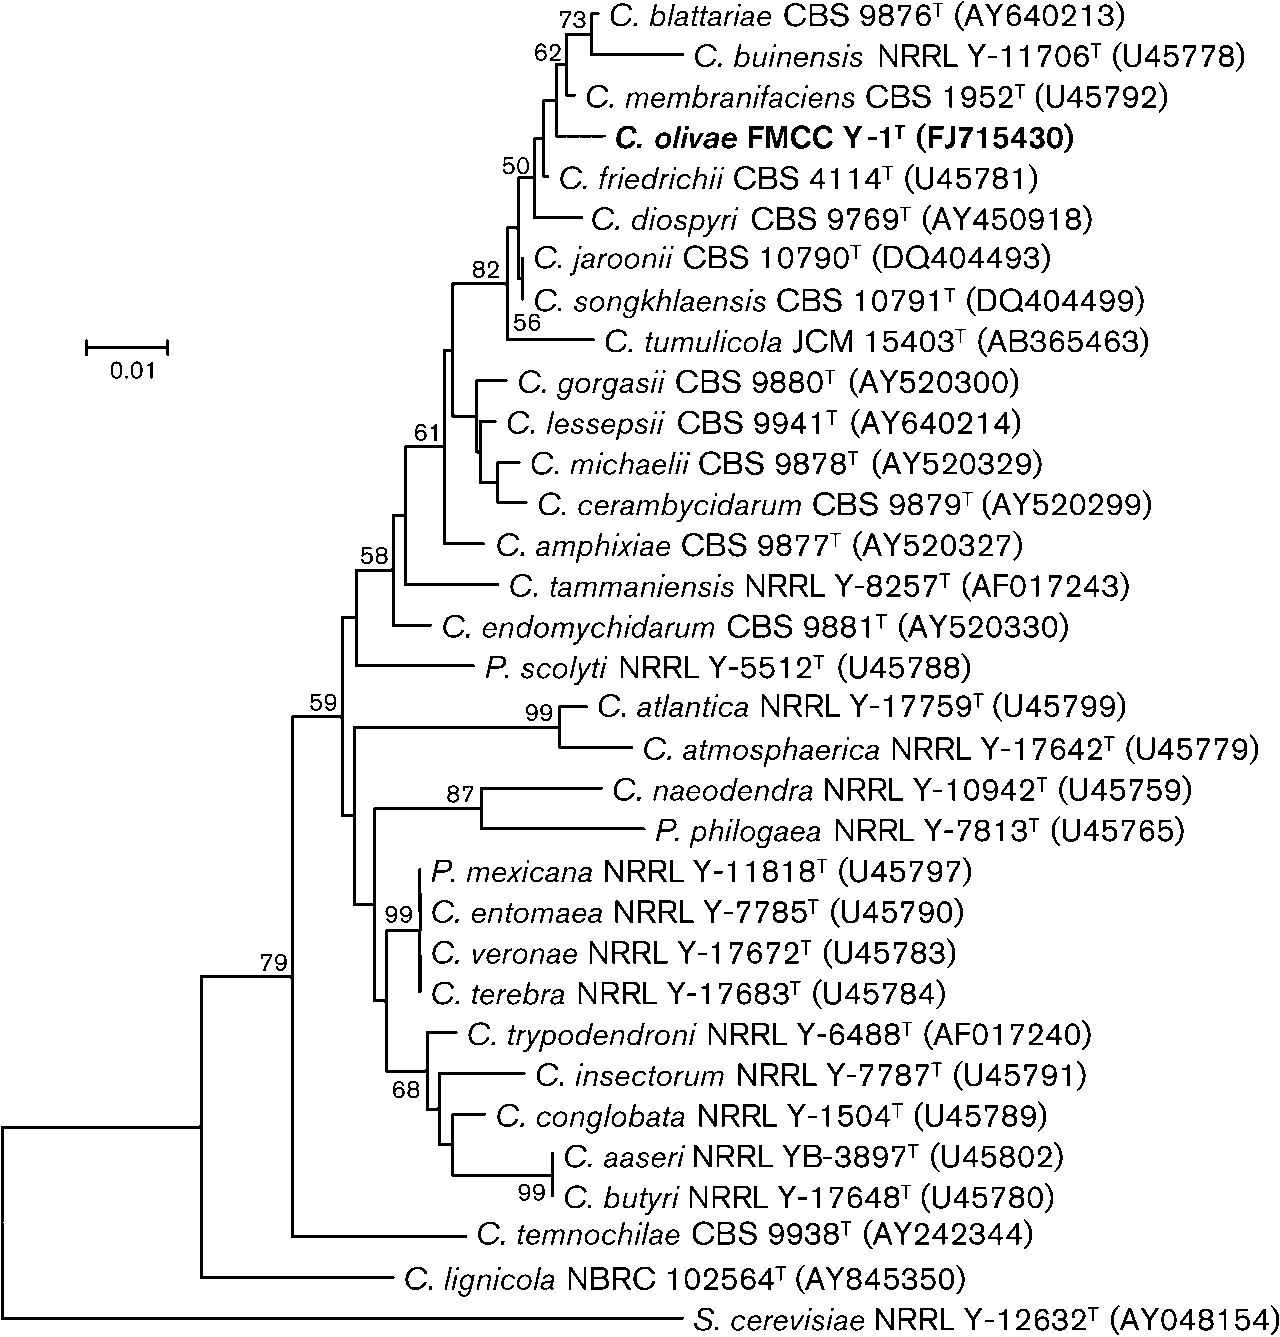 73
C. blattariae CBS 9876ᵀ (AY640213)
62
C. buinensis NRRL Y-11706ᵀ (U45778)
C. membranifaciens CBS 1952ᵀ (U45792)
C. olivae FMCC Y-1ᵀ (FJ715430)
50
C. friedrichii CBS 4114ᵀ (U45781)
C. diospyri CBS 9769ᵀ (AY450918)
C. jaroonii CBS 10790ᵀ (DQ404493)
82
C. songkhlaensis CBS 10791ᵀ (DQ404499)
56
C. tumulicola JCM 15403ᵀ (AB365463)
0.01
C. gorgasii CBS 9880ᵀ (AY520300)
C. lessepsii CBS 9941ᵀ (AY640214)
61
C. michaelii CBS 9878ᵀ (AY520329)
C. cerambycidarum CBS 9879ᵀ (AY520299)
C. amphixiae CBS 9877ᵀ (AY520327)
58
C. tammaniensis NRRL Y-8257ᵀ (AF017243)
C. endomychidarum CBS 9881ᵀ (AY520330)
P. scolyti NRRL Y-5512ᵀ (U45788)
59
99
C. atlantica NRRL Y-17759ᵀ (U45799)
C. atmosphaerica NRRL Y-17642ᵀ (U45779)
87
C. naeodendra NRRL Y-10942ᵀ (U45759)
P. philogaea NRRL Y-7813ᵀ (U45765)
P. mexicana NRRL Y-11818ᵀ (U45797)
99
C. entomaea NRRL Y-7785ᵀ (U45790)
C. veronae NRRL Y-17672ᵀ (U45783)
79
C. terebra NRRL Y-17683ᵀ (U45784)
C. trypodendroni NRRL Y-6488ᵀ (AF017240)
C. insectorum NRRL Y-7787ᵀ (U45791)
68
C. conglobata NRRL Y-1504ᵀ (U45789)
C. aaseri NRRL YB-3897ᵀ (U45802)
99
C. butyri NRRL Y-17648ᵀ (U45780)
C. temnochilae CBS 9938ᵀ (AY242344)
C. lignicola NBRC 102564ᵀ (AY845350)
S. cerevisiae NRRL Y-12632ᵀ (AY048154)